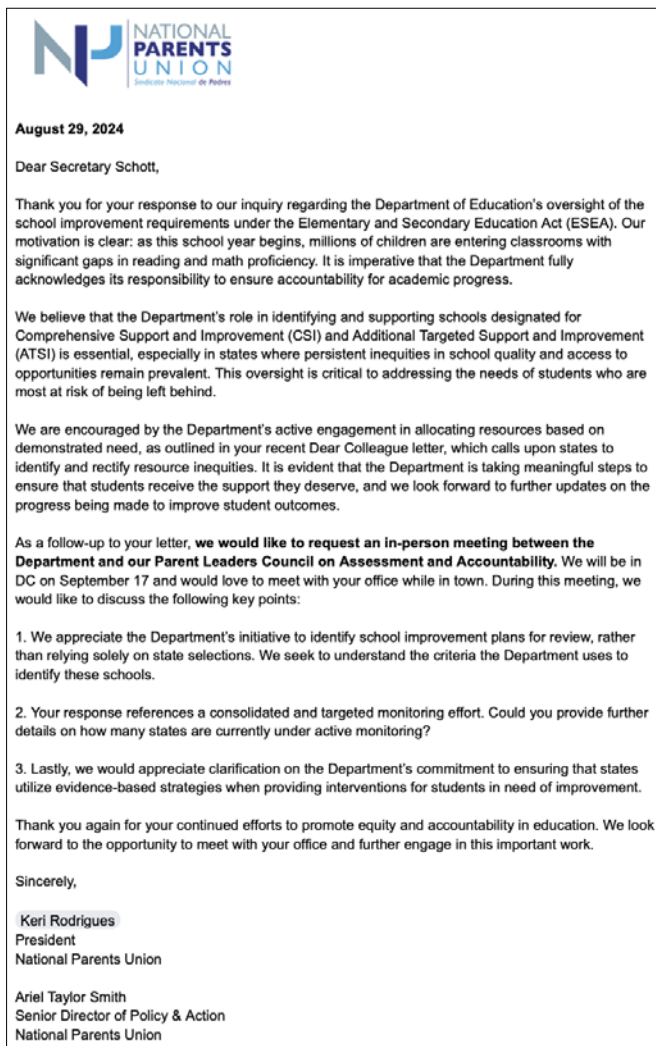 NATIONAL
PARENTS
UNION
Sindicato Nacional de Padres
August 29, 2024
Dear Secretary Schott,
Thank you for your response to our inquiry regarding the Department of Education's oversight of the
school improvement requirements under the Elementary and Secondary Education Act (ESEA). Our
motivation is clear: as this school year begins, millions of children are entering classrooms with
significant gaps in reading and math proficiency. It is imperative that the Department fully
acknowledges its responsibility to ensure accountability for academic progress.
We believe that the Department's role in identifying and supporting schools designated for
Comprehensive Support and Improvement (CSI) and Additional Targeted Support and Improvement
(ATSI) is essential, especially in states where persistent inequities in school quality and access to
opportunities remain prevalent. This oversight is critical to addressing the needs of students who are
most at risk of being left behind.
We are encouraged by the Department's active engagement in allocating resources based on
demonstrated need, as outlined in your recent Dear Colleague letter, which calls upon states to
identify and rectify resource inequities. It is evident that the Department is taking meaningful steps to
ensure that students receive the support they deserve, and we look forward to further updates on the
progress being made to improve student outcomes.
As a follow-up to your letter, we would like to request an in-person meeting between the
Department and our Parent Leaders Council on Assessment and Accountability. We will be in
DC on September 17 and would love to meet with your office while in town. During this meeting, we
would like to discuss the following key points:
1. We appreciate the Department's initiative to identify school improvement plans for review, rather
than relying solely on state selections. We seek to understand the criteria the Department uses to
identify these schools.
2. Your response references a consolidated and targeted monitoring effort. Could you provide further
details on how many states are currently under active monitoring?
3. Lastly, we would appreciate clarification on the Department's commitment to ensuring that states
utilize evidence-based strategies when providing interventions for students in need of improvement.
Thank you again for your continued efforts to promote equity and accountability in education. We look
forward to the opportunity to meet with your office and further engage in this important work.
Sincerely,
Keri Rodrigues
President
National Parents Union
Ariel Taylor Smith
Senior Director of Policy & Action
National Parents Union